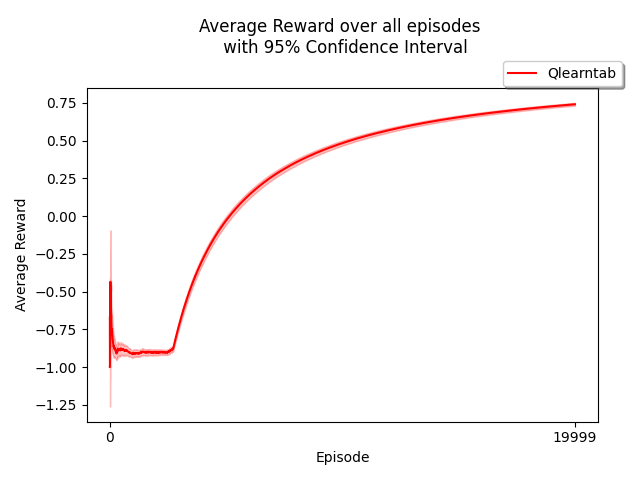 Average Reward over all episodes
with 95% Confidence Interval
Qlearntab
0.75
0.50
0.25
0.00
−0.25
−0.50
−0.75
−1.00
−1.25
Average Reward
0
19999
Episode